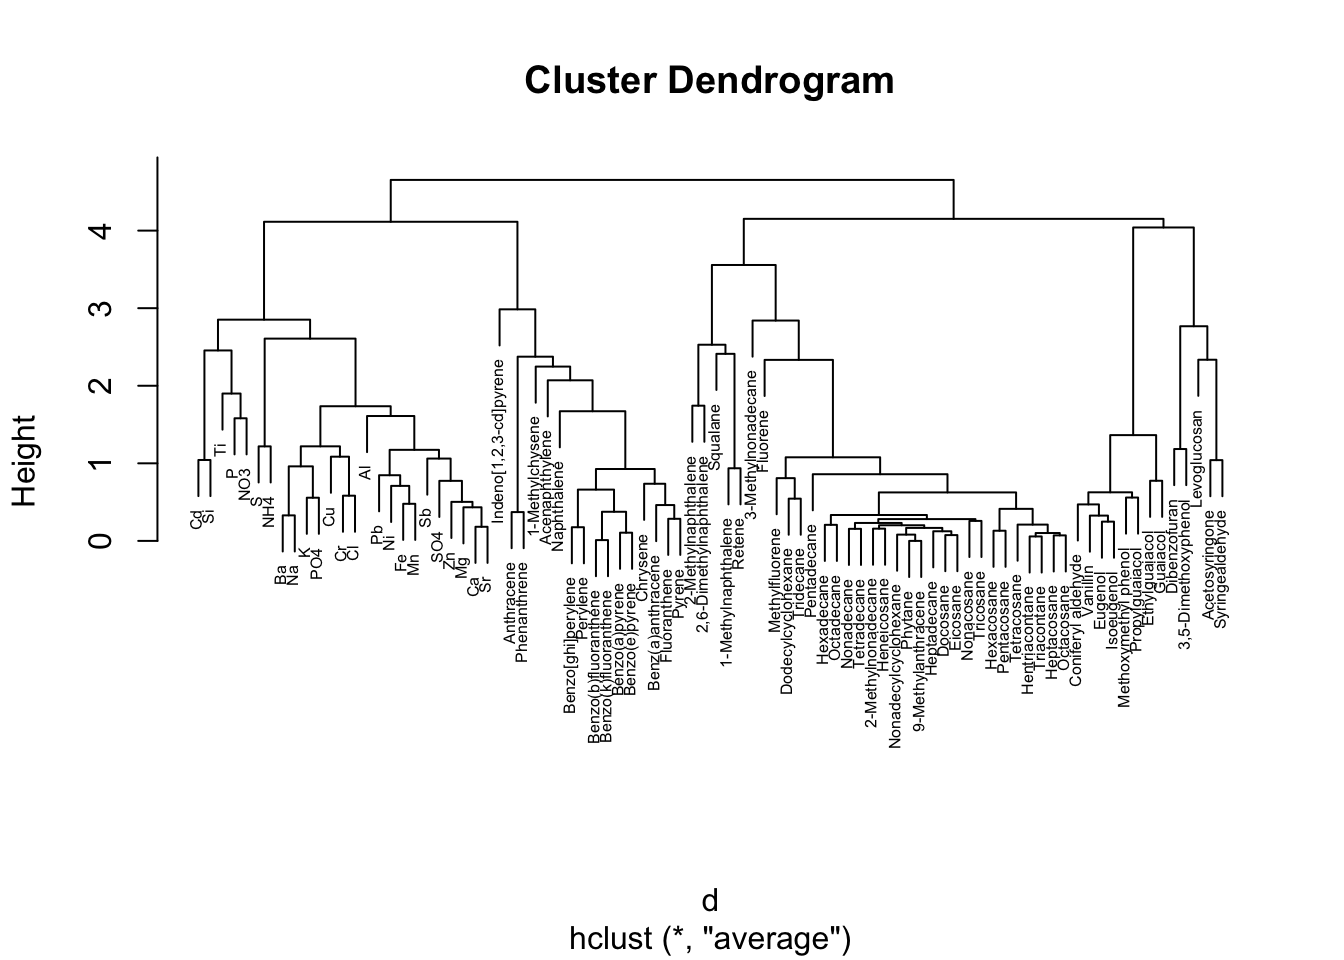 Cluster Dendrogram
Height
4
3
2
1
0
Cd
Si
Ti
P
NO3
S
NH4
Ba
Na
K
PO4
Cu
Cr
Cl
Al
Pb
Ni
Fe
Mn
Sb
SO4
Zn
Mg
Ca
Sr
Indeno[1,2,3-cd]pyrene
Anthracene
Phenanthrene
1-Methylchysene
Acenaphthylene
Naphthalene
Benzo[ghi]perylene
Perylene
Benzo(b)fluoranthene
Benzo(k)fluoranthene
Benzo(a)pyrene
Benzo(e)pyrene
Chrysene
Benz(a)anthracene
Fluoranthene
Pyrene
2-Methylnaphthalene
2,6-Dimethylnaphthalene
Squalane
1-Methylnaphthalene
Retene
3-Methylnonadecane
Fluorene
Methylfluorene
Dodecylcyclohexane
Tridecane
Pentadecane
Hexadecane
Octadecane
Nonadecane
Tetradecane
2-Methylnonadecane
Heneicosane
Nonadecylcyclohexane
Phytane
9-Methylanthracene
Heptadecane
Docosane
Eicosane
Nonacosane
Tricosane
Hexacosane
Pentacosane
Tetracosane
Hentriacontane
Triacontane
Heptacosane
Octacosane
Coniferyl aldehyde
Vanillin
Eugenol
Isoeugenol
Methoxymethyl phenol
Propylguaiacol
Ethylguaiacol
Guaiacol
Dibenzofuran
3,5-Dimethoxyphenol
Levoglucosan
Acetosyringone
Syringealdehyde
d
hclust (*, "average")